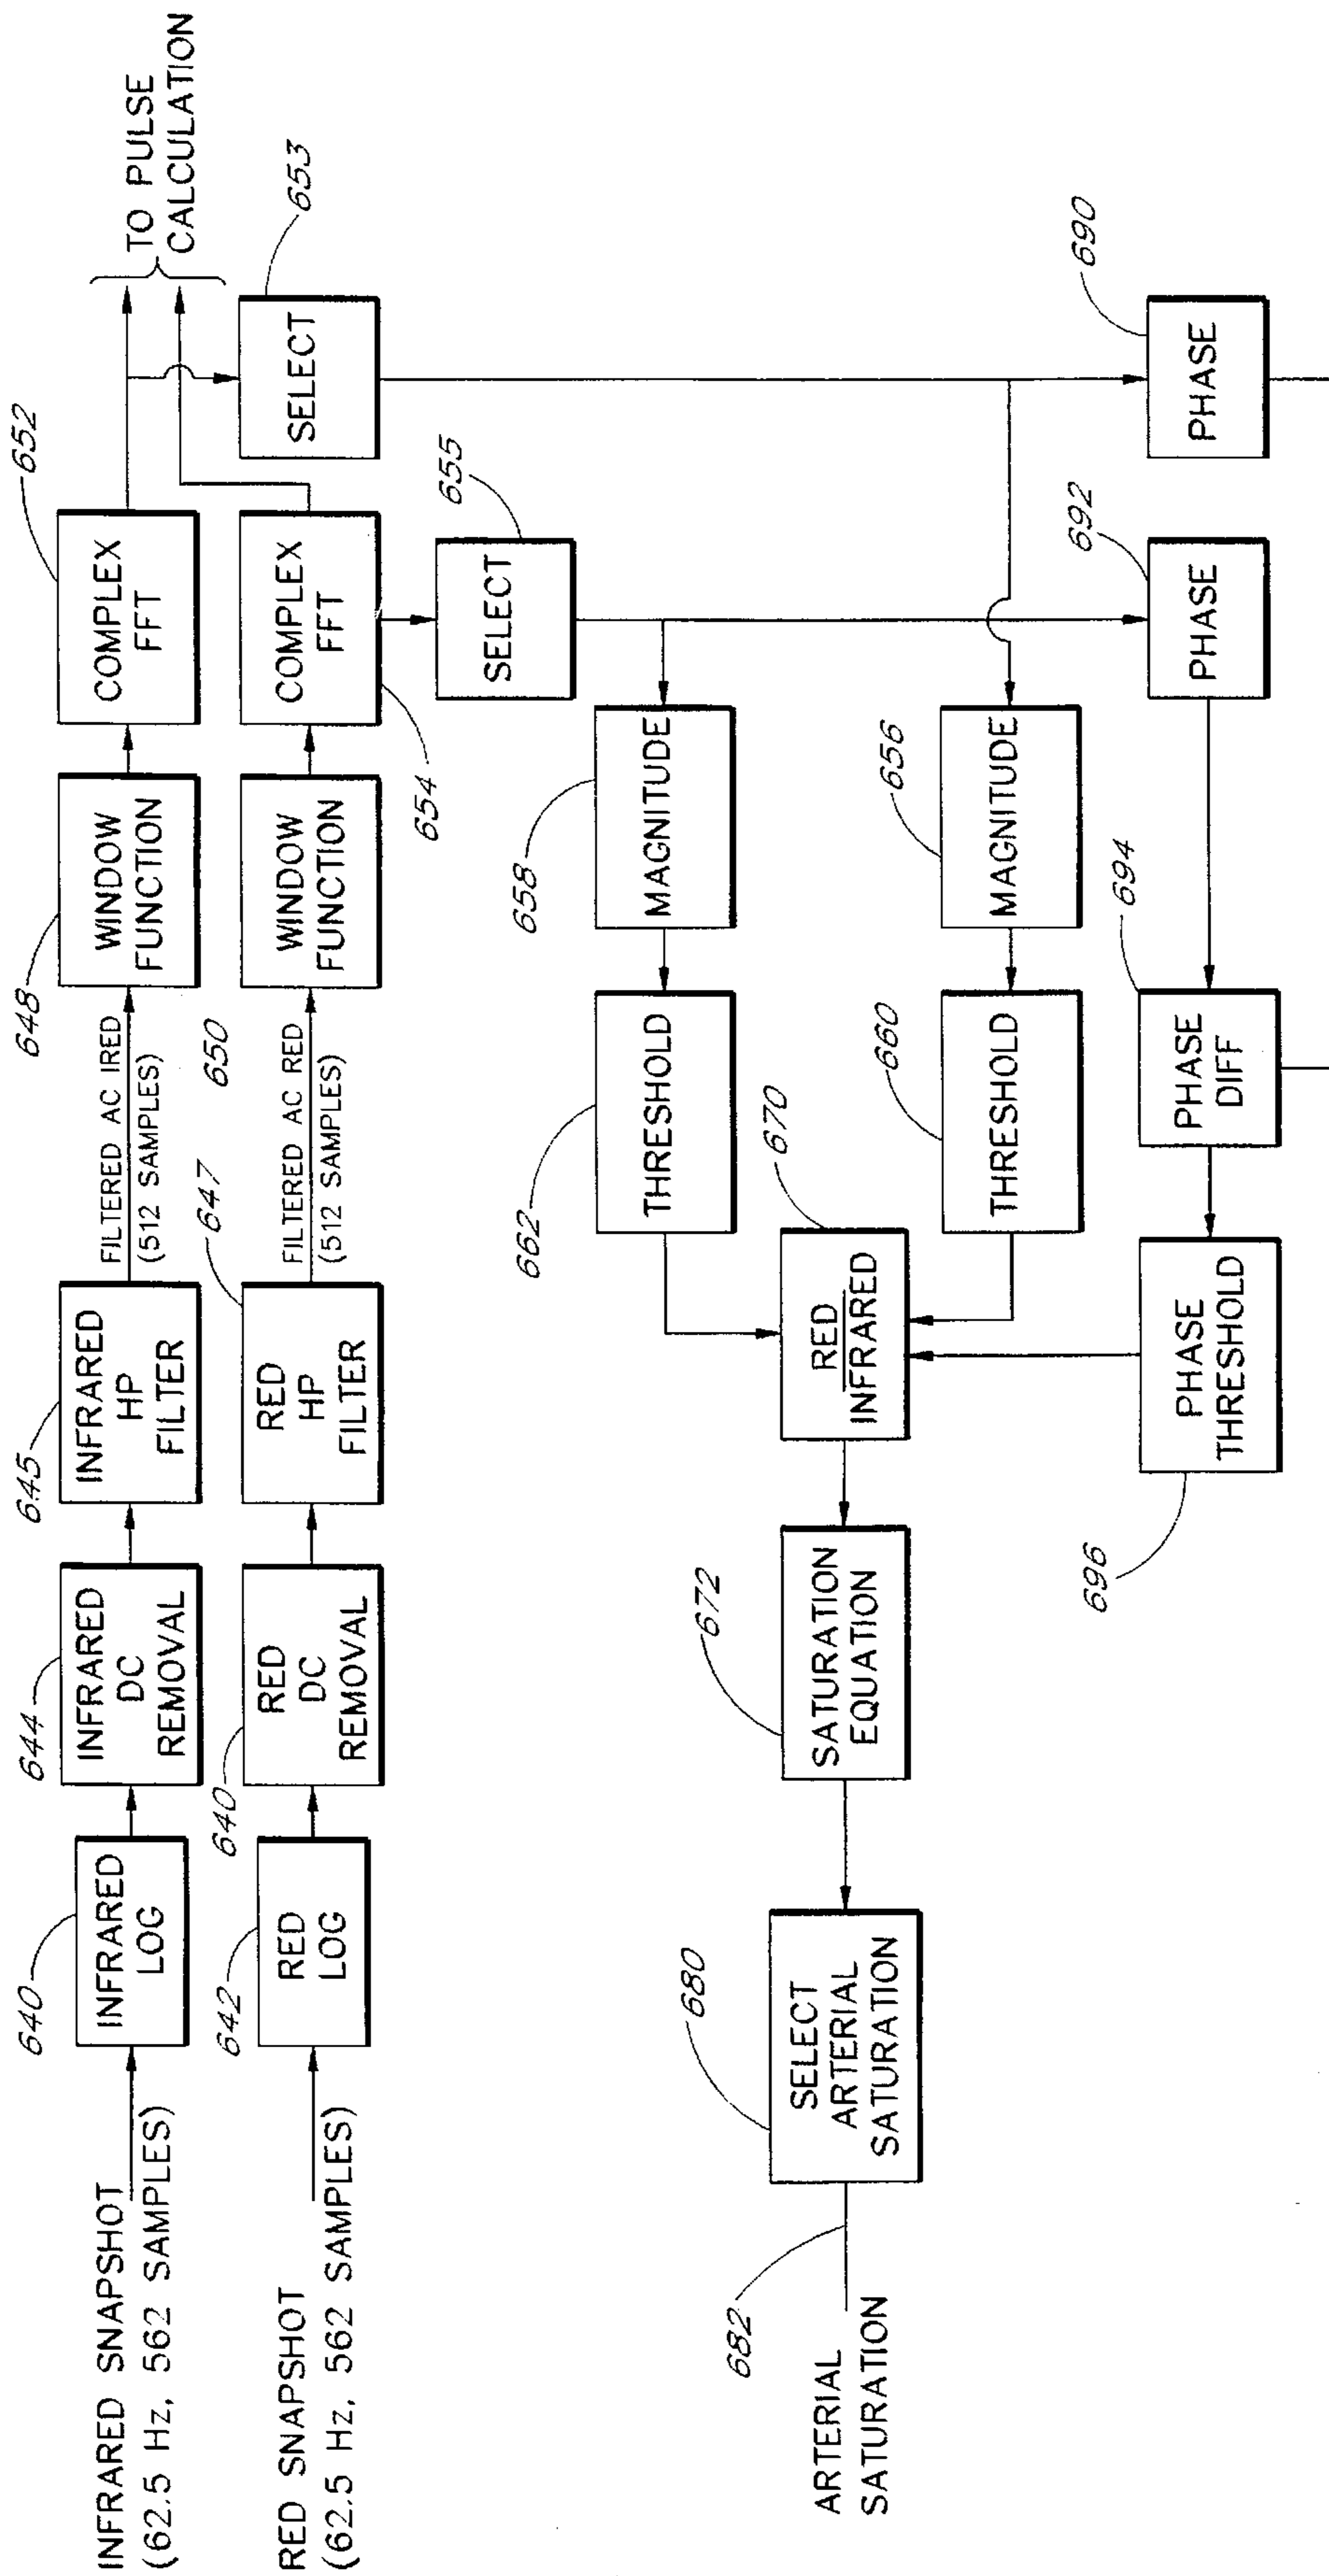 INFRARED SNAPSHOT
(62.5 Hz, 562 SAMPLES)
640
INFRARED
LOG
644
INFRARED
DC
REMOVAL
645
INFRARED
HP
FILTER
FILTERED AC IRED
(512 SAMPLES)
648
WINDOW
FUNCTION
652
COMPLEX
FFT
TO PULSE
CALCULATION
RED SNAPSHOT
(62.5 Hz, 562 SAMPLES)
642
RED
LOG
640
RED
DC
REMOVAL
647
RED
HP
FILTER
650
FILTERED AC RED
(512 SAMPLES)
WINDOW
FUNCTION
654
COMPLEX
FFT
653
SELECT
655
SELECT
662
THRESHOLD
658
MAGNITUDE
ARTERIAL
SATURATION
682
680
SELECT
ARTERIAL
SATURATION
672
SATURATION
EQUATION
670
RED
INFRARED
660
THRESHOLD
656
MAGNITUDE
696
PHASE
THRESHOLD
694
PHASE
DIFF
692
PHASE
690
PHASE